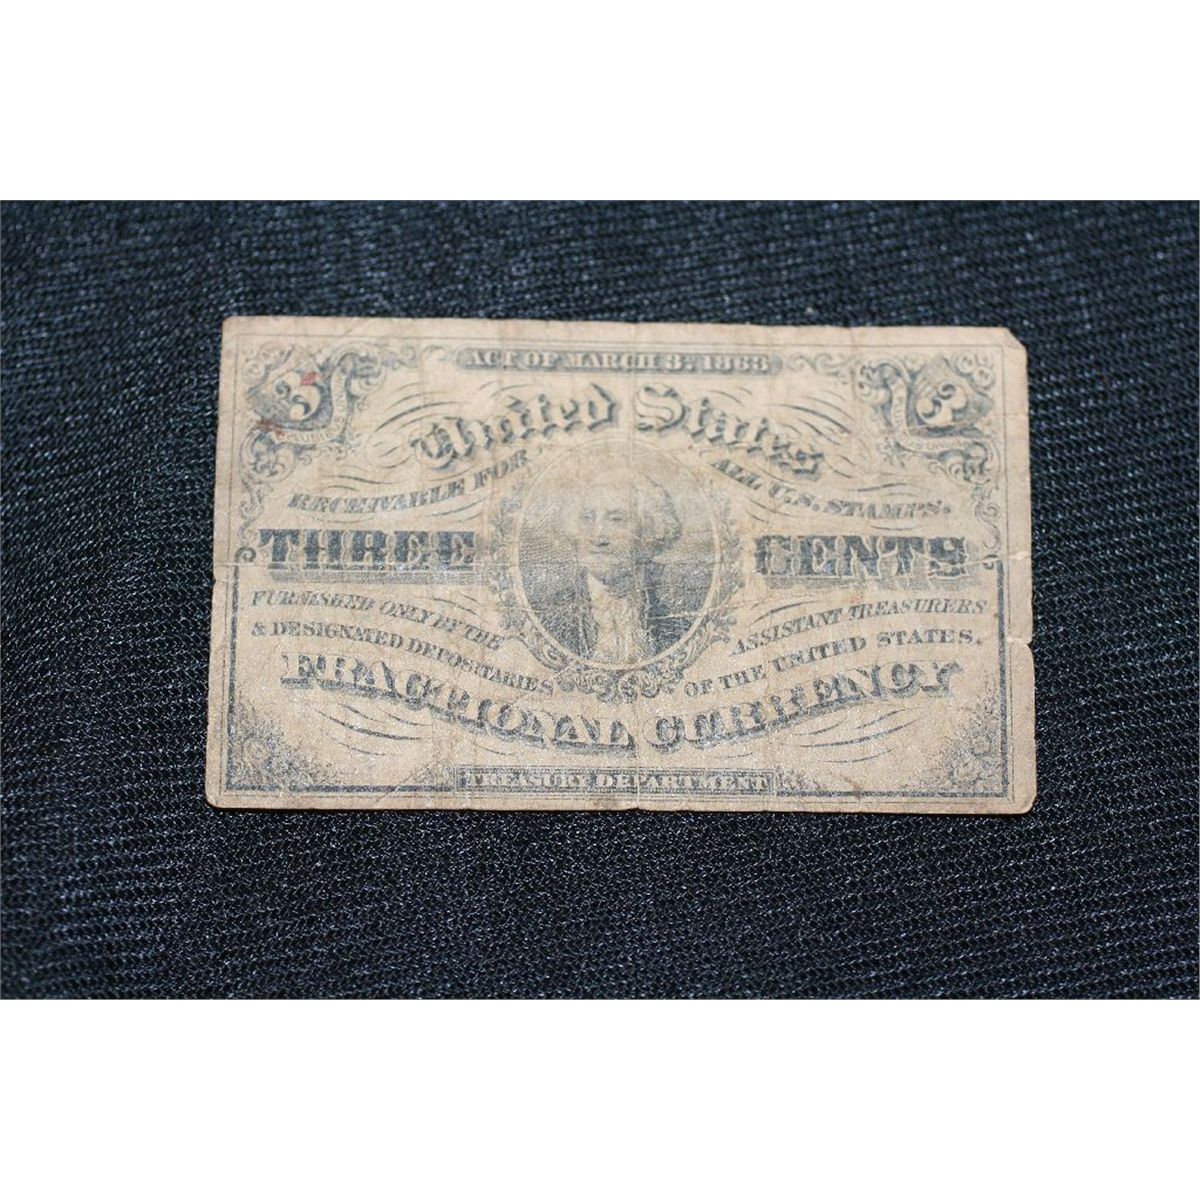 ACT OF MARCH 3. 1863
3 3
United States
RECEIVABLE FOR ALL U.S. STAMPS.
THREE CENTS
FURNISHED ONLY BY THE ASSISTANT TREASURERS
& DESIGNATED DEPOSITARIES OF THE UNITED STATES.
FRACTIONAL CURRENCY
TREASURY DEPARTMENT